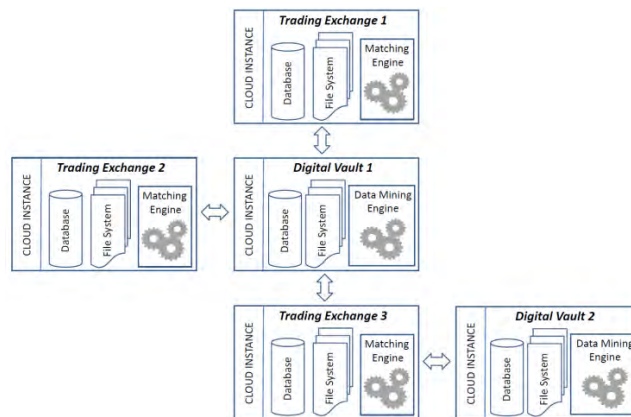 Trading Exchange 1
CLOUD INSTANCE
Database
File System
Matching
Engine
Trading Exchange 2
CLOUD INSTANCE
Database
File System
Matching
Engine
Digital Vault 1
CLOUD INSTANCE
Database
File System
Data Mining
Engine
Trading Exchange 3
CLOUD INSTANCE
Database
File System
Matching
Engine
Digital Vault 2
CLOUD INSTANCE
Database
File System
Data Mining
Engine